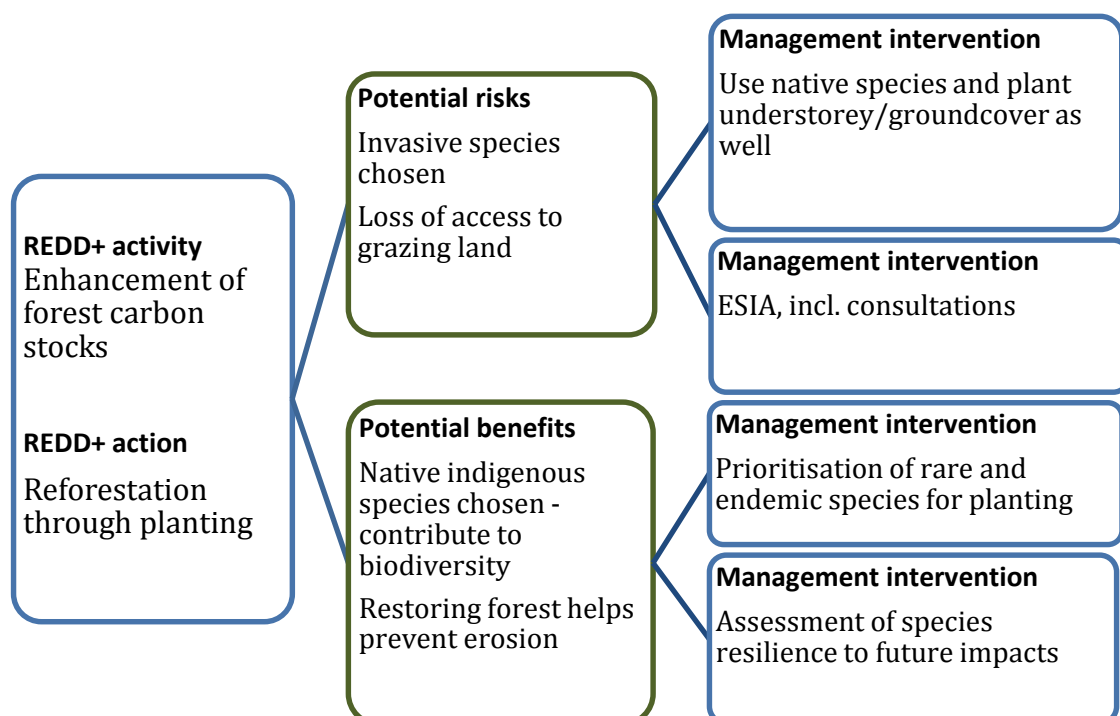 REDD+ activity
Enhancement of
forest carbon
stocks
REDD+ action
Reforestation
through planting
Potential risks
Invasive species
chosen
Loss of access to
grazing land
Potential benefits
Native indigenous
species chosen -
contribute to
biodiversity
Restoring forest helps
prevent erosion
Management intervention
Use native species and plant
understorey/groundcover as
well
Management intervention
ESIA, incl. consultations
Management intervention
Prioritisation of rare and
endemic species for planting
Management intervention
Assessment of species
resilience to future impacts